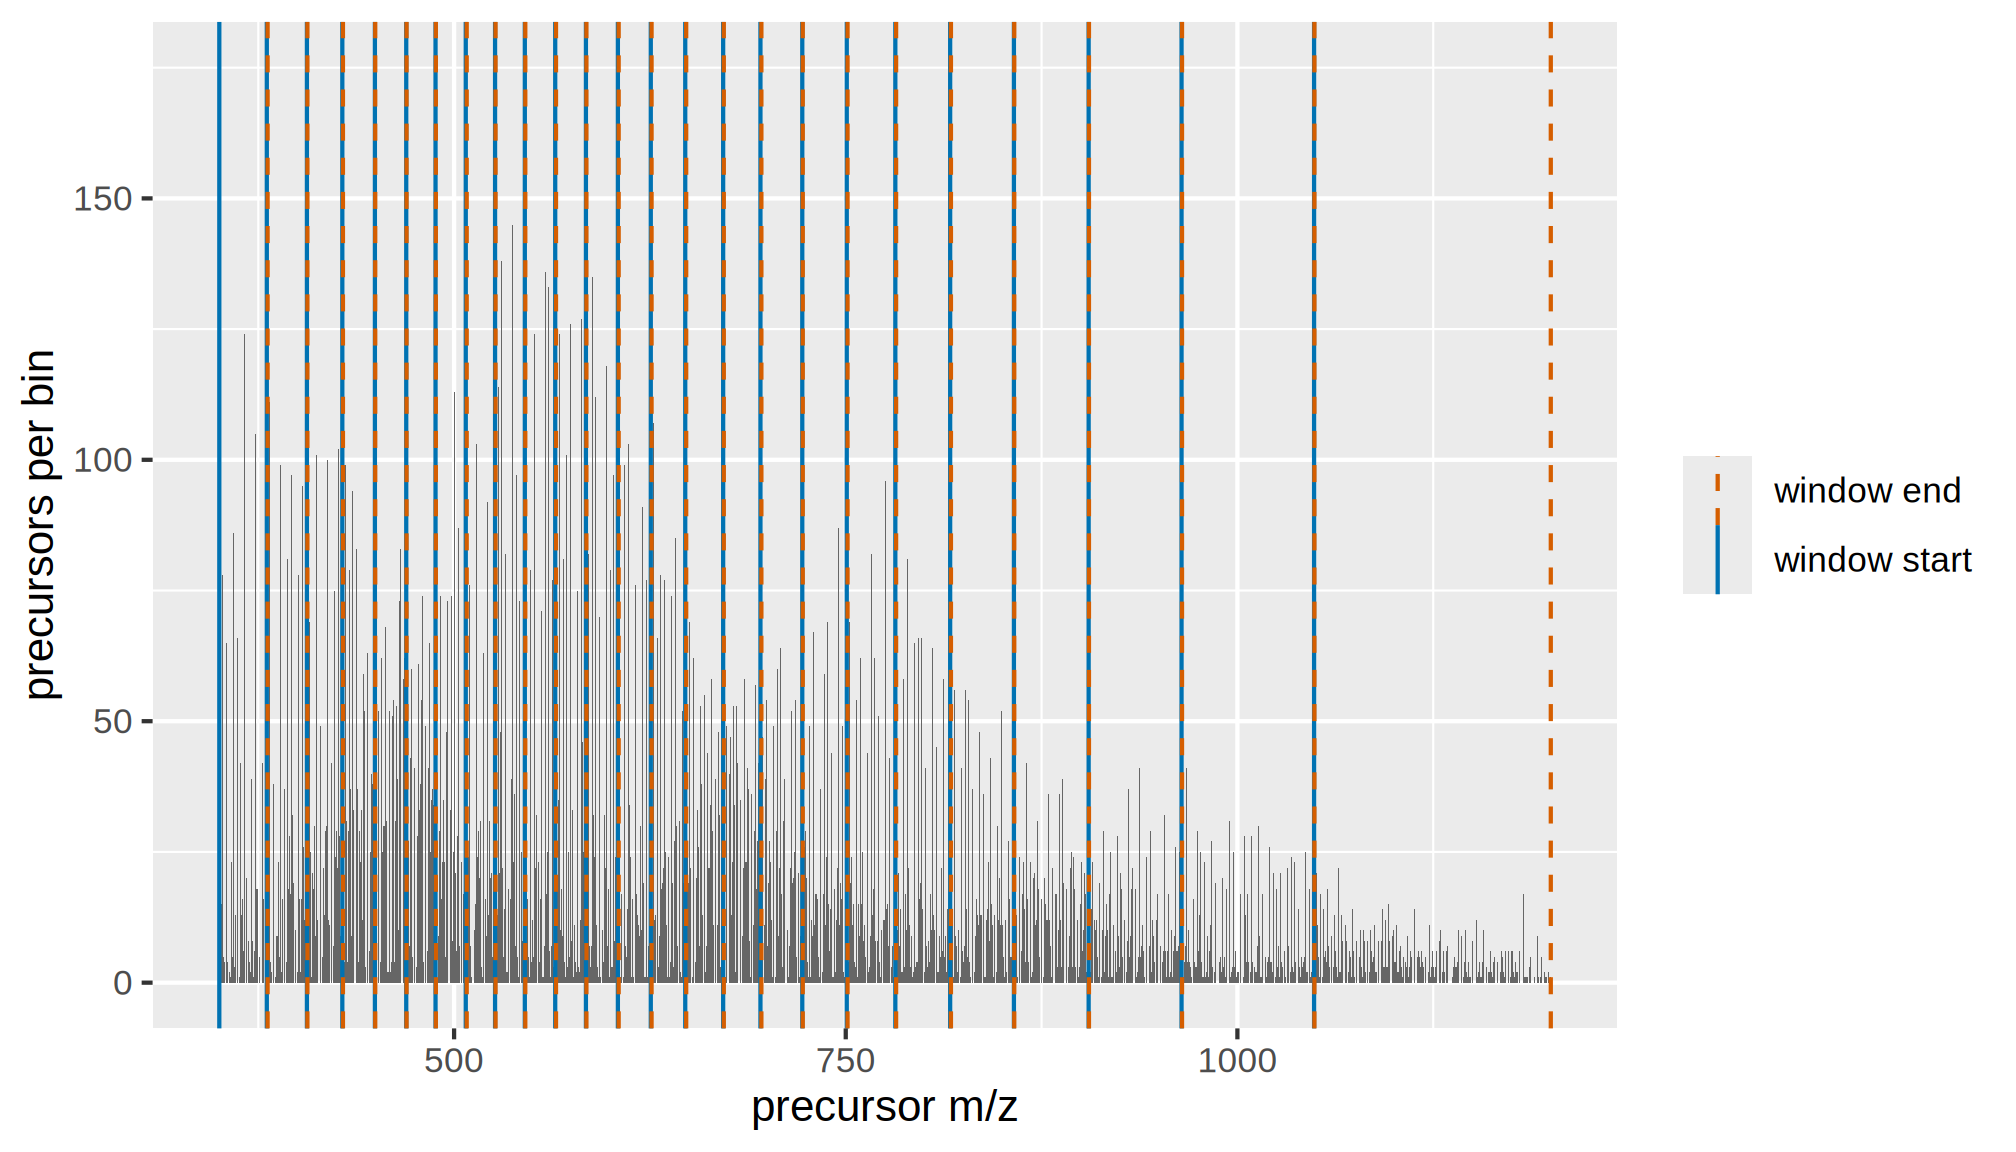 precursors per bin
150
100
50
0
500 750 1000
precursor m/z
window end
window start